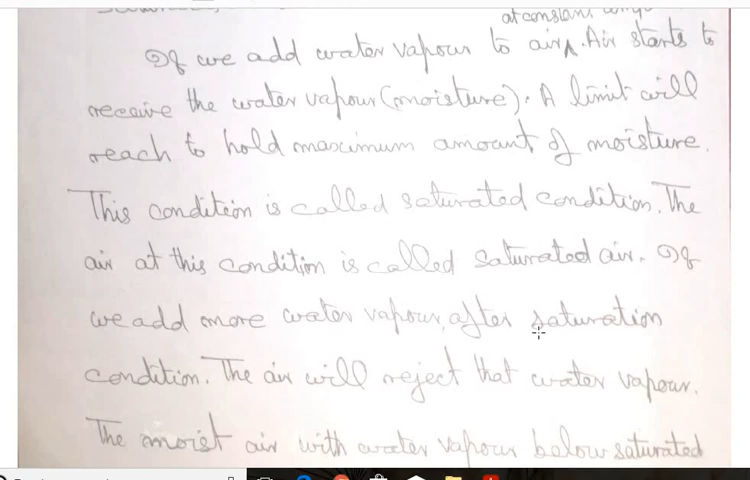 at constant
If we add water vapour to air. Air starts to
receive the water vapour (moisture). A limit will
reach to hold maximum amount of moisture.
This condition is called saturated condition. The
air at this condition is called saturated air. If
we add more water vapour, after saturation
condition. The air will reject that water vapour.
The moist air with water vapour below saturated